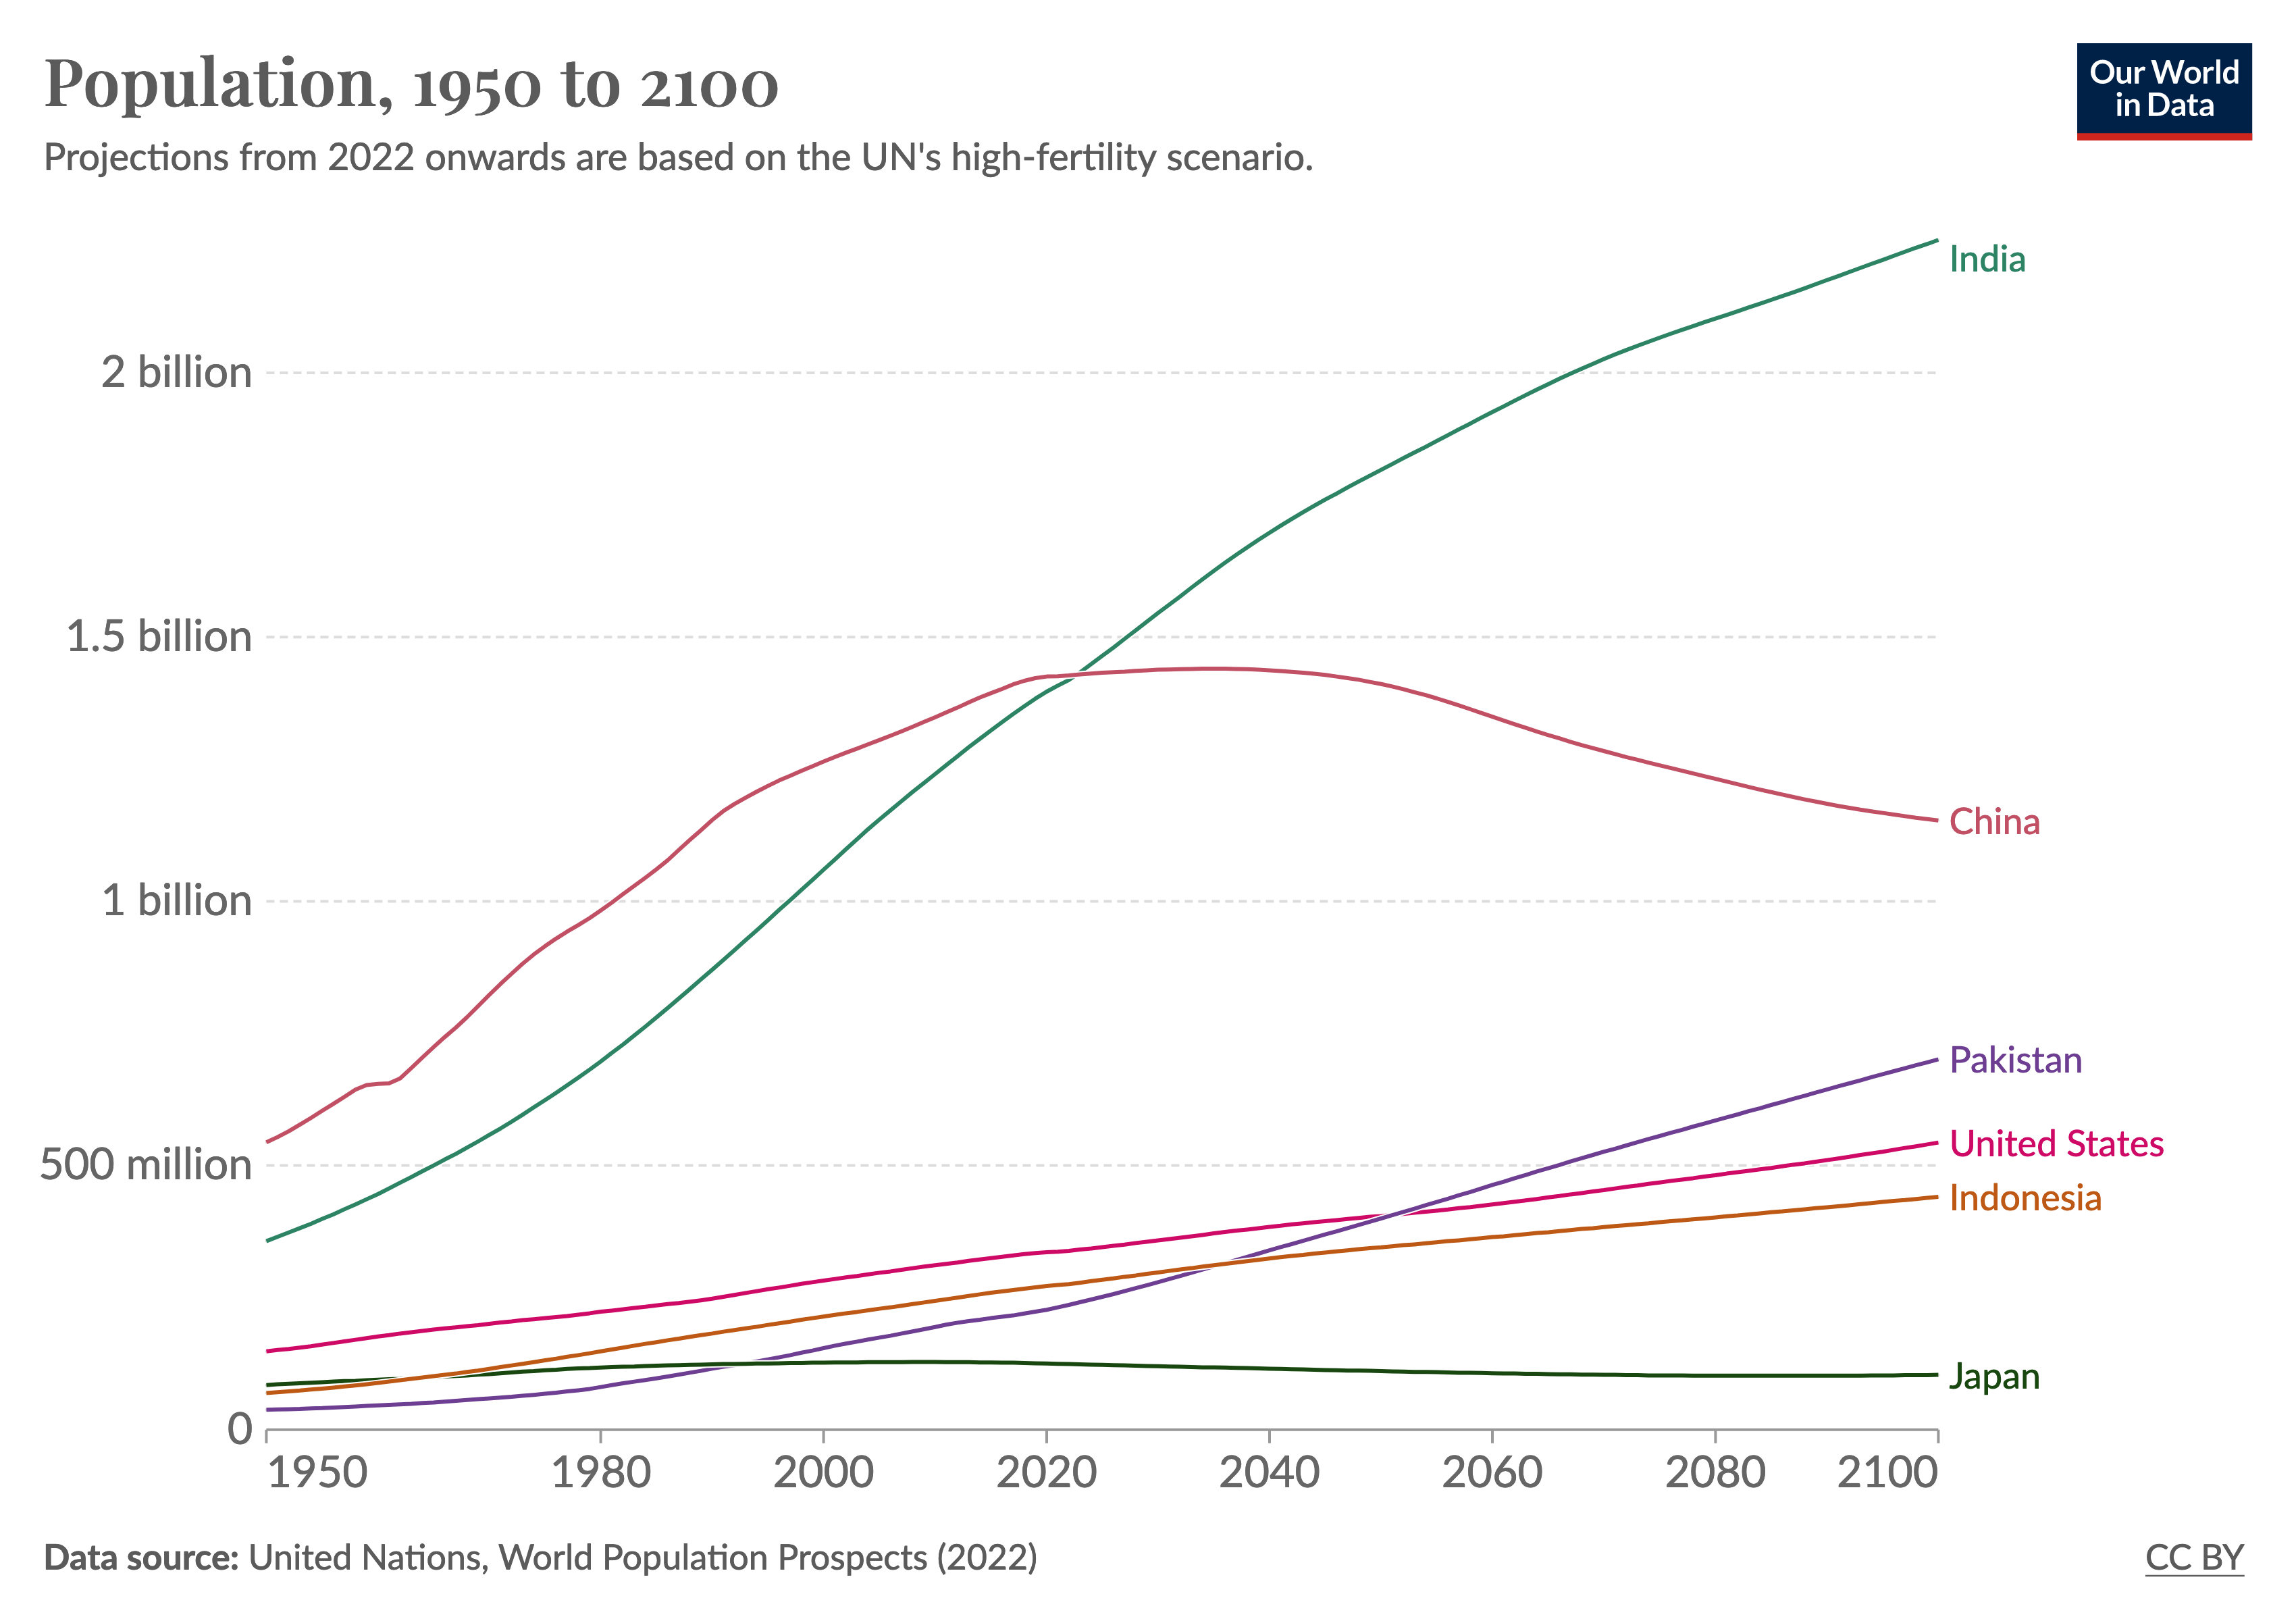 Population, 1950 to 2100
Our World
in Data
Projections from 2022 onwards are based on the UN's high-fertility scenario.
India
2 billion
1.5 billion
China
1 billion
Pakistan
United States
500 million
Indonesia
Japan
0
1950 1980 2000 2020 2040 2060 2080 2100
Data source: United Nations, World Population Prospects (2022)
CC BY